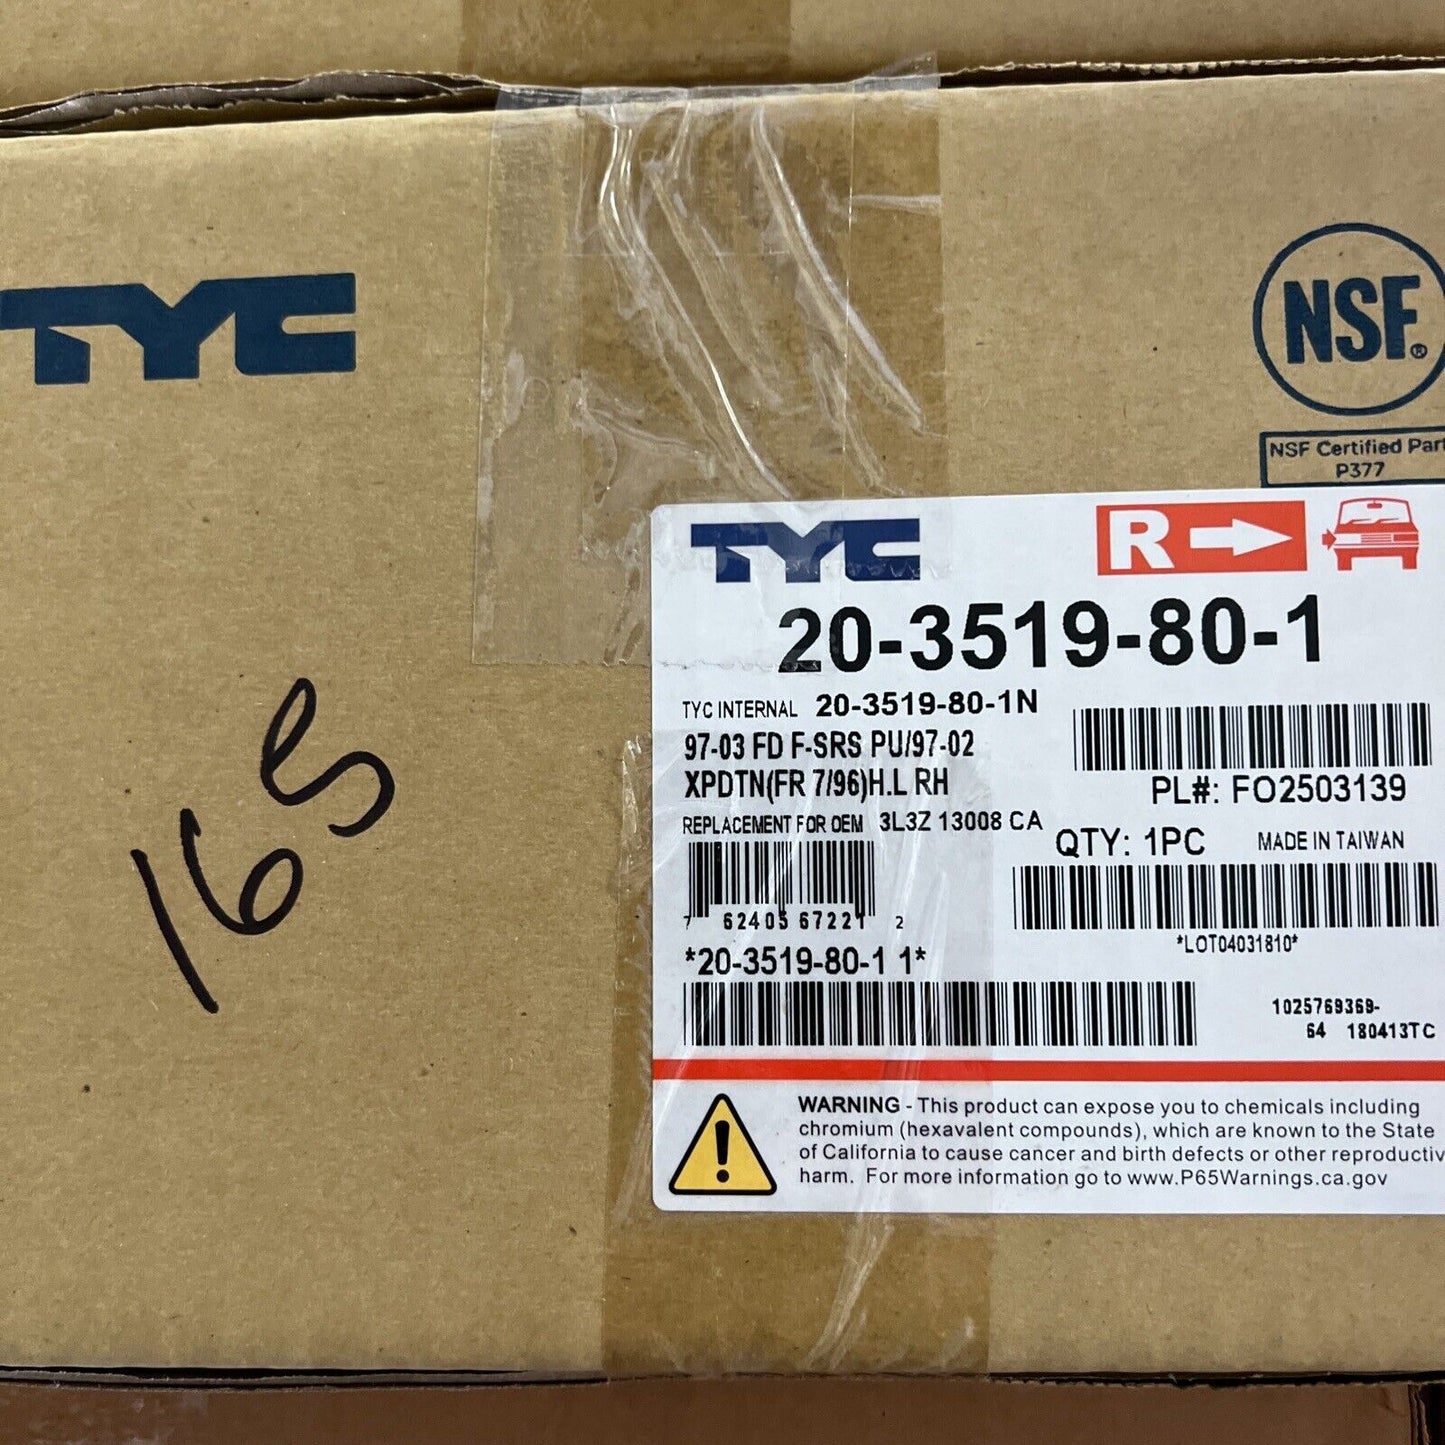 TYC
NSF®
NSF Certified Part
P377
TYC
R
20-3519-80-1
TYC INTERNAL 20-3519-80-1N
97-03 FD F-SRS PU/97-02
XPDTN(FR 7/96)H.L RH
PL#: FO2503139
REPLACEMENT FOR OEM 3L3Z 13008 CA
QTY: 1PC MADE IN TAIWAN
7 62405 67221 2
*LOT04031810*
*20-3519-80-1 1*
1025769369-
64 180413TC
WARNING - This product can expose you to chemicals including
chromium (hexavalent compounds), which are known to the State
of California to cause cancer and birth defects or other reproductiv
harm. For more information go to www.P65Warnings.ca.gov